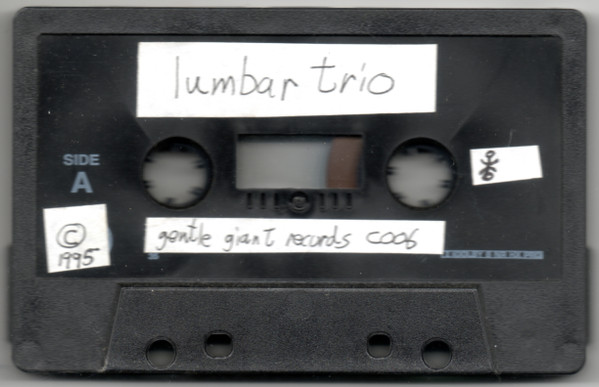 lumbar trio
SIDE
A
gentle giant records C006
©
1995